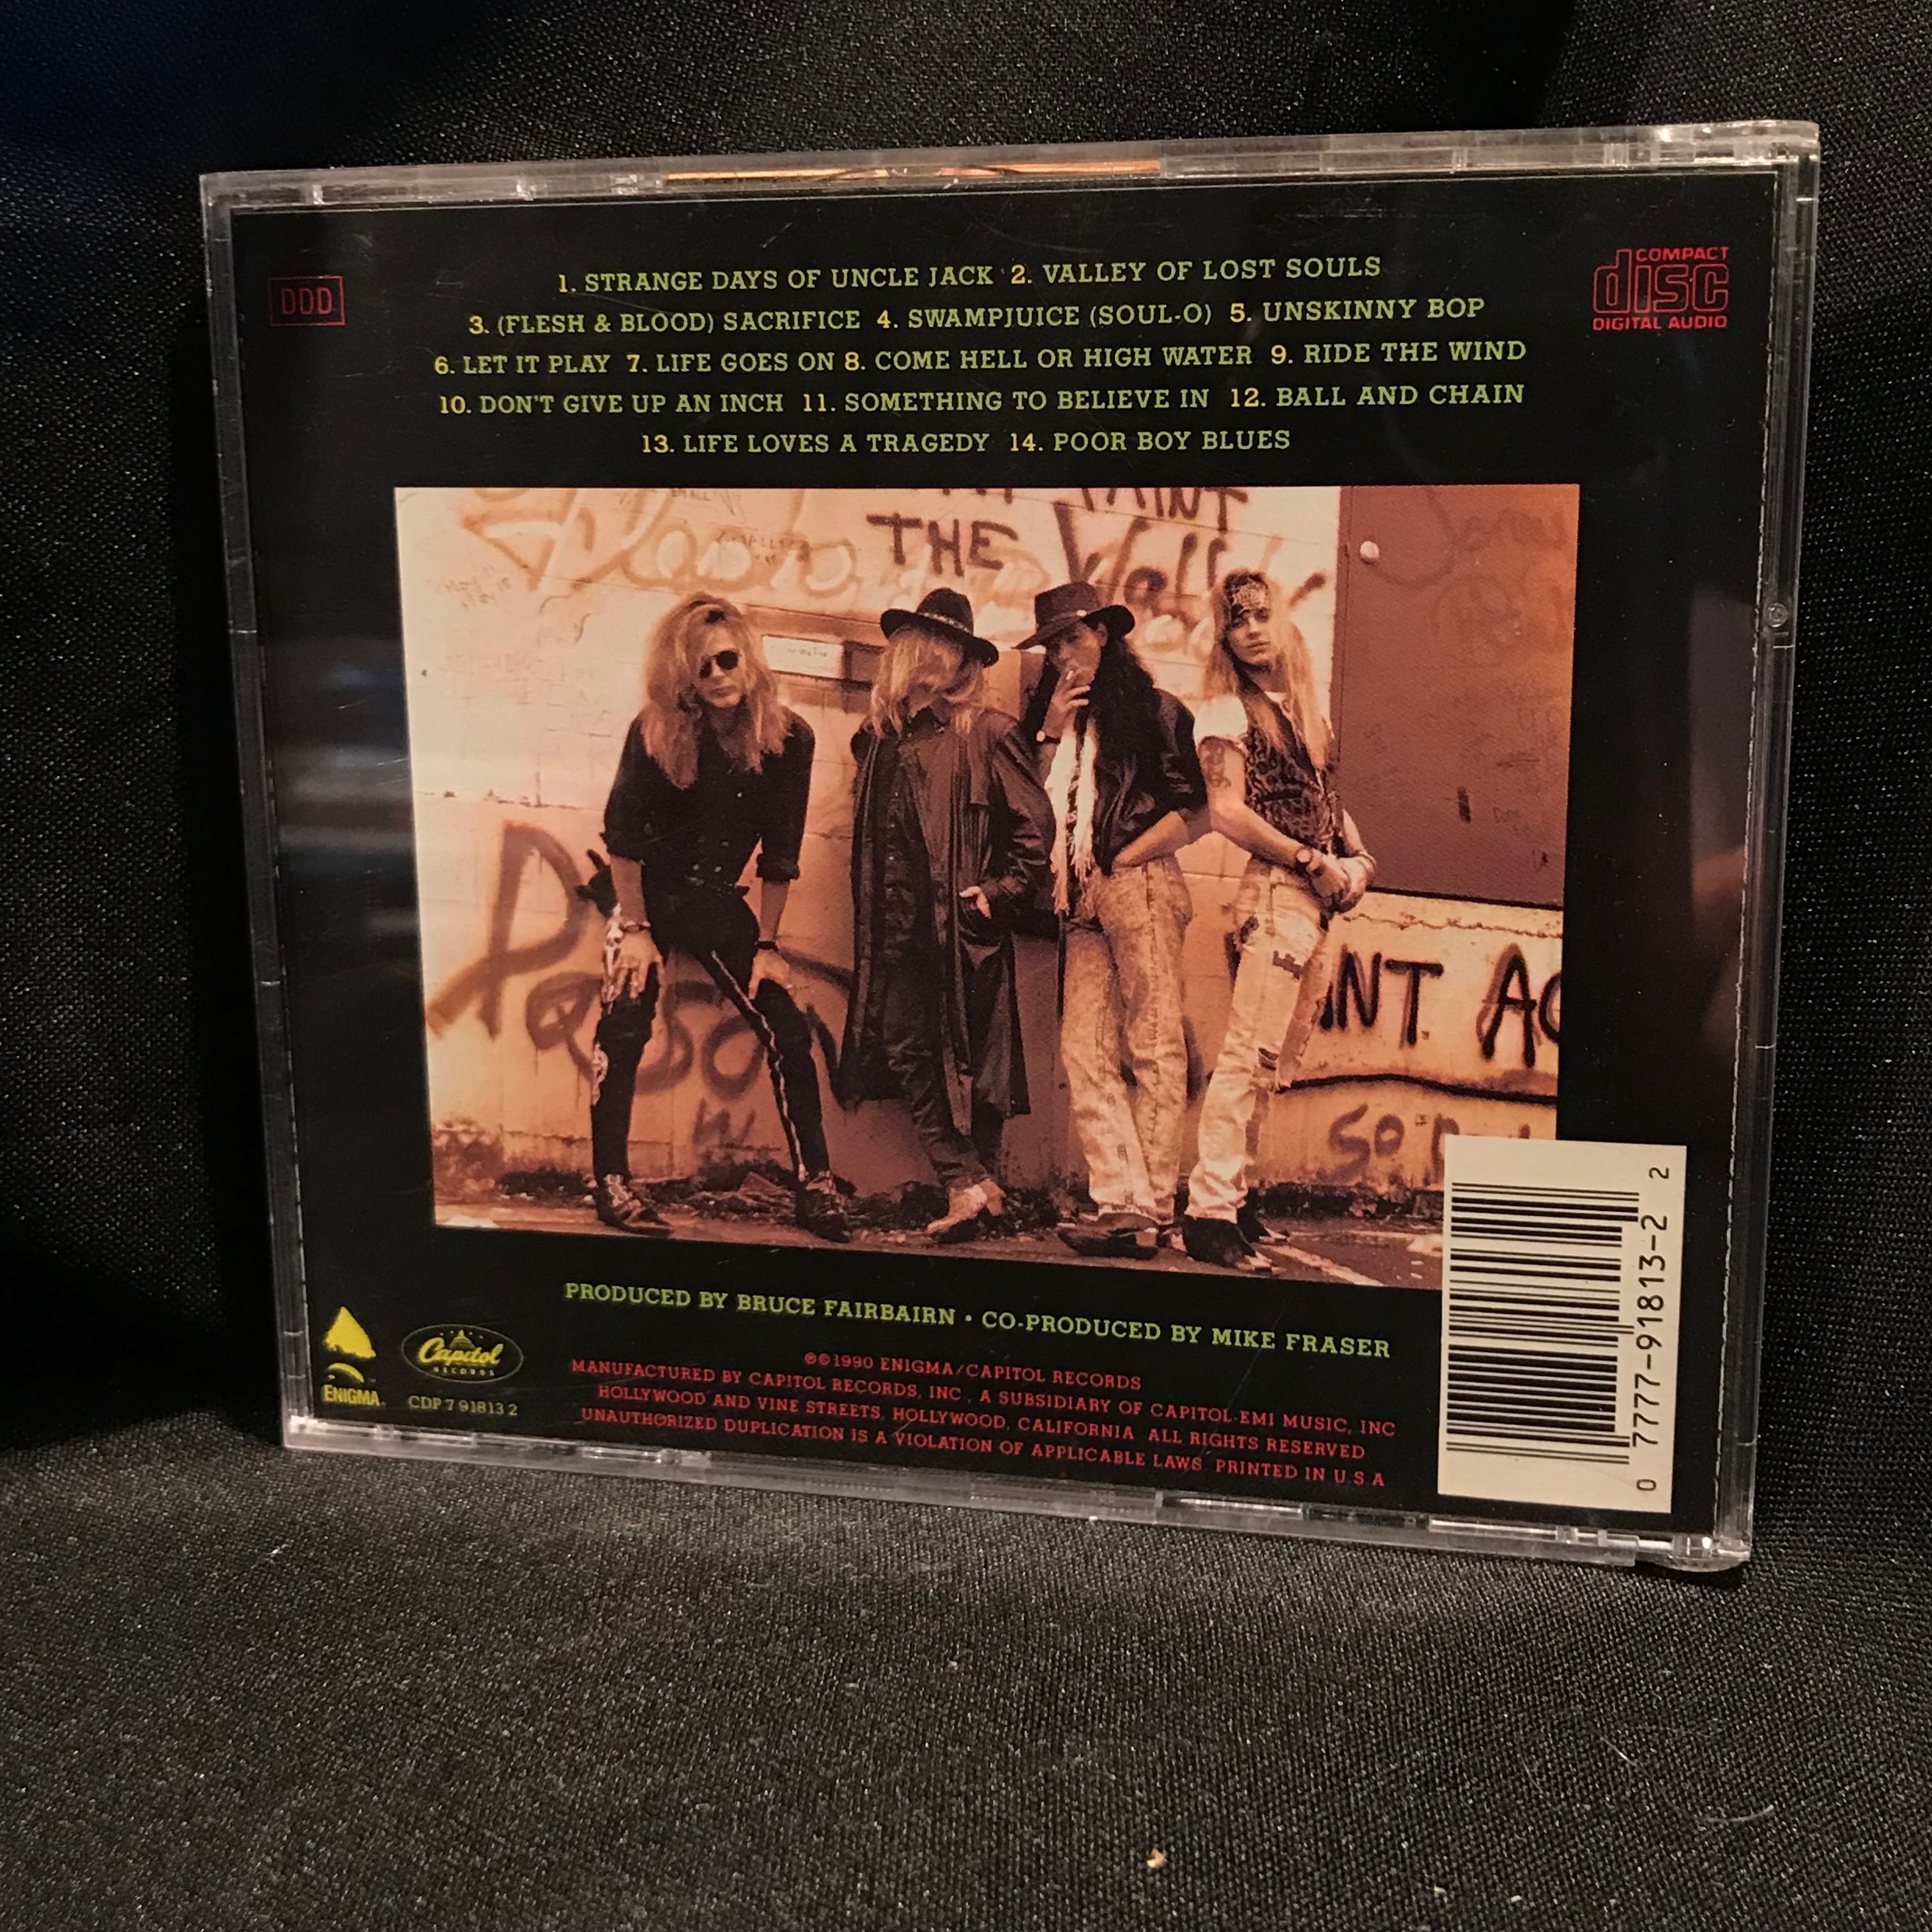 DDD
COMPACT
disc
DIGITAL AUDIO
1. STRANGE DAYS OF UNCLE JACK 2. VALLEY OF LOST SOULS
3. (FLESH & BLOOD) SACRIFICE 4. SWAMPJUICE (SOUL-O) 5. UNSKINNY BOP
6. LET IT PLAY 7. LIFE GOES ON 8. COME HELL OR HIGH WATER 9. RIDE THE WIND
10. DON'T GIVE UP AN INCH 11. SOMETHING TO BELIEVE IN 12. BALL AND CHAIN
13. LIFE LOVES A TRAGEDY 14. POOR BOY BLUES
THE Wall
PRODUCED BY BRUCE FAIRBAIRN • CO-PRODUCED BY MIKE FRASER
℗©1990 ENIGMA/CAPITOL RECORDS
MANUFACTURED BY CAPITOL RECORDS, INC., A SUBSIDIARY OF CAPITOL-EMI MUSIC, INC
HOLLYWOOD AND VINE STREETS, HOLLYWOOD, CALIFORNIA ALL RIGHTS RESERVED
UNAUTHORIZED DUPLICATION IS A VIOLATION OF APPLICABLE LAWS PRINTED IN U.S.A
ENIGMA
Capitol
RECORDS
CDP 7 91813 2
0 7777-91813-2 2